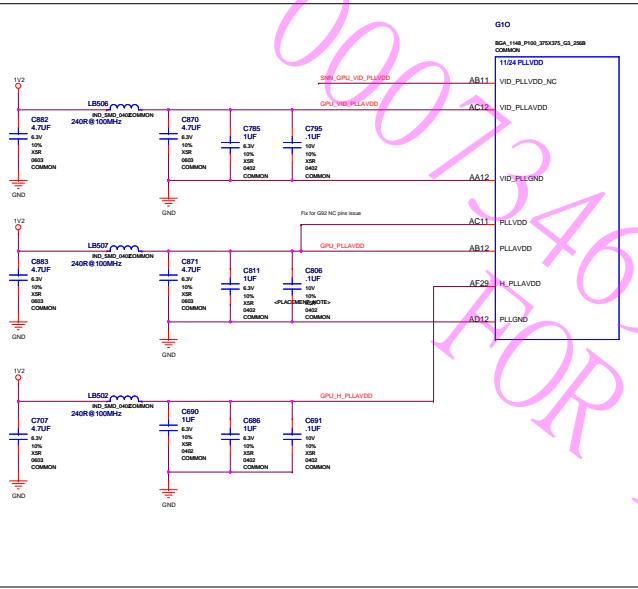 G1O
BGA_1148_P100_375X375_G3_256B
COMMON
11/24 PLLVDD
SNN_GPU_VID_PLLVDD
AB11 VID_PLLVDD_NC
1V2
LB506
IND_SMD_0402 COMMON
240R@100MHz
GPU_VID_PLAVDD
AC12 VID_PLLAVDD
C882
4.7UF
6.3V
10%
X5R
0603
COMMON
C870
4.7UF
6.3V
10%
X5R
0603
COMMON
C785
1UF
6.3V
10%
X5R
0402
COMMON
C795
.1UF
10V
10%
X5R
0402
COMMON
AA12 VID_PLLGND
GND
GND
Fix for G92 NC pins issue
AC11 PLLVDD
1V2
LB507
IND_SMD_0402 COMMON
240R@100MHz
GPU_PLLAVDD
AB12 PLLAVDD
C883
4.7UF
6.3V
10%
X5R
0603
COMMON
C871
4.7UF
6.3V
10%
X5R
0603
COMMON
C811
1UF
6.3V
10%
X5R
0402
COMMON
C806
.1UF
10V
10%
<PLACEMENT_NOTE>
X5R
0402
COMMON
AF29 H_PLLAVDD
AD12 PLLGND
GND
GND
1V2
LB502
IND_SMD_0402 COMMON
240R@100MHz
GPU_H_PLLAVDD
C707
4.7UF
6.3V
10%
X5R
0603
COMMON
C690
1UF
6.3V
10%
X5R
0402
COMMON
C686
1UF
6.3V
10%
X5R
0402
COMMON
C691
.1UF
10V
10%
X5R
0402
COMMON
GND
GND
FOR